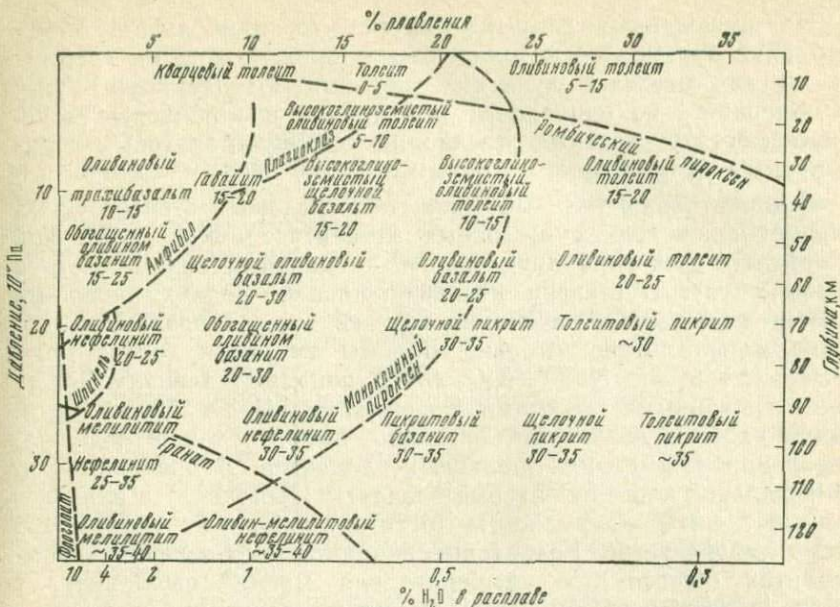 % плавления
5 10 15 20 25 30 35
Кварцевый толеит
Толеит
0-5
Оливиновый толеит
5-15
10
Высокоглиноземистый
оливиновый толеит
5-10
Ромбический пироксен
20
30
Плагиоклаз
Оливиновый
трахибазальт
10-15
Гавайит
15-20
Высокоглино-
земистый
щелочной
базальт
15-20
Высокоглино-
земистый
оливиновый
толеит
10-15
Оливиновый
толеит
15-20
10
40
Обогащенный
оливином
базанит
15-25
Амфибол
50
Щелочной оливиновый
базальт
20-30
Оливиновый
базальт
20-25
Оливиновый толеит
20-25
60
Давление, 10 Па
Глубина, км
20
Оливиновый
нефелинит
20-25
Обогащенный
оливином
базанит
20-30
Щелочной пикрит
30-35
Толеитовый пикрит
~30
70
80
Шпинель
Моноклинный
пироксен
90
Оливиновый
мелилитит
Гранат
Оливиновый
нефелинит
30-35
Пикритовый
базанит
30-35
Щелочной
пикрит
30-35
Толеитовый
пикрит
~35
100
30
Нефелинит
25-35
110
Флогопит
Оливиновый
мелилитит
~35-40
Оливин-мелилитовый
нефелинит
~35-40
120
10 4 2 1 0,5 0,3
% H₂O в расплаве